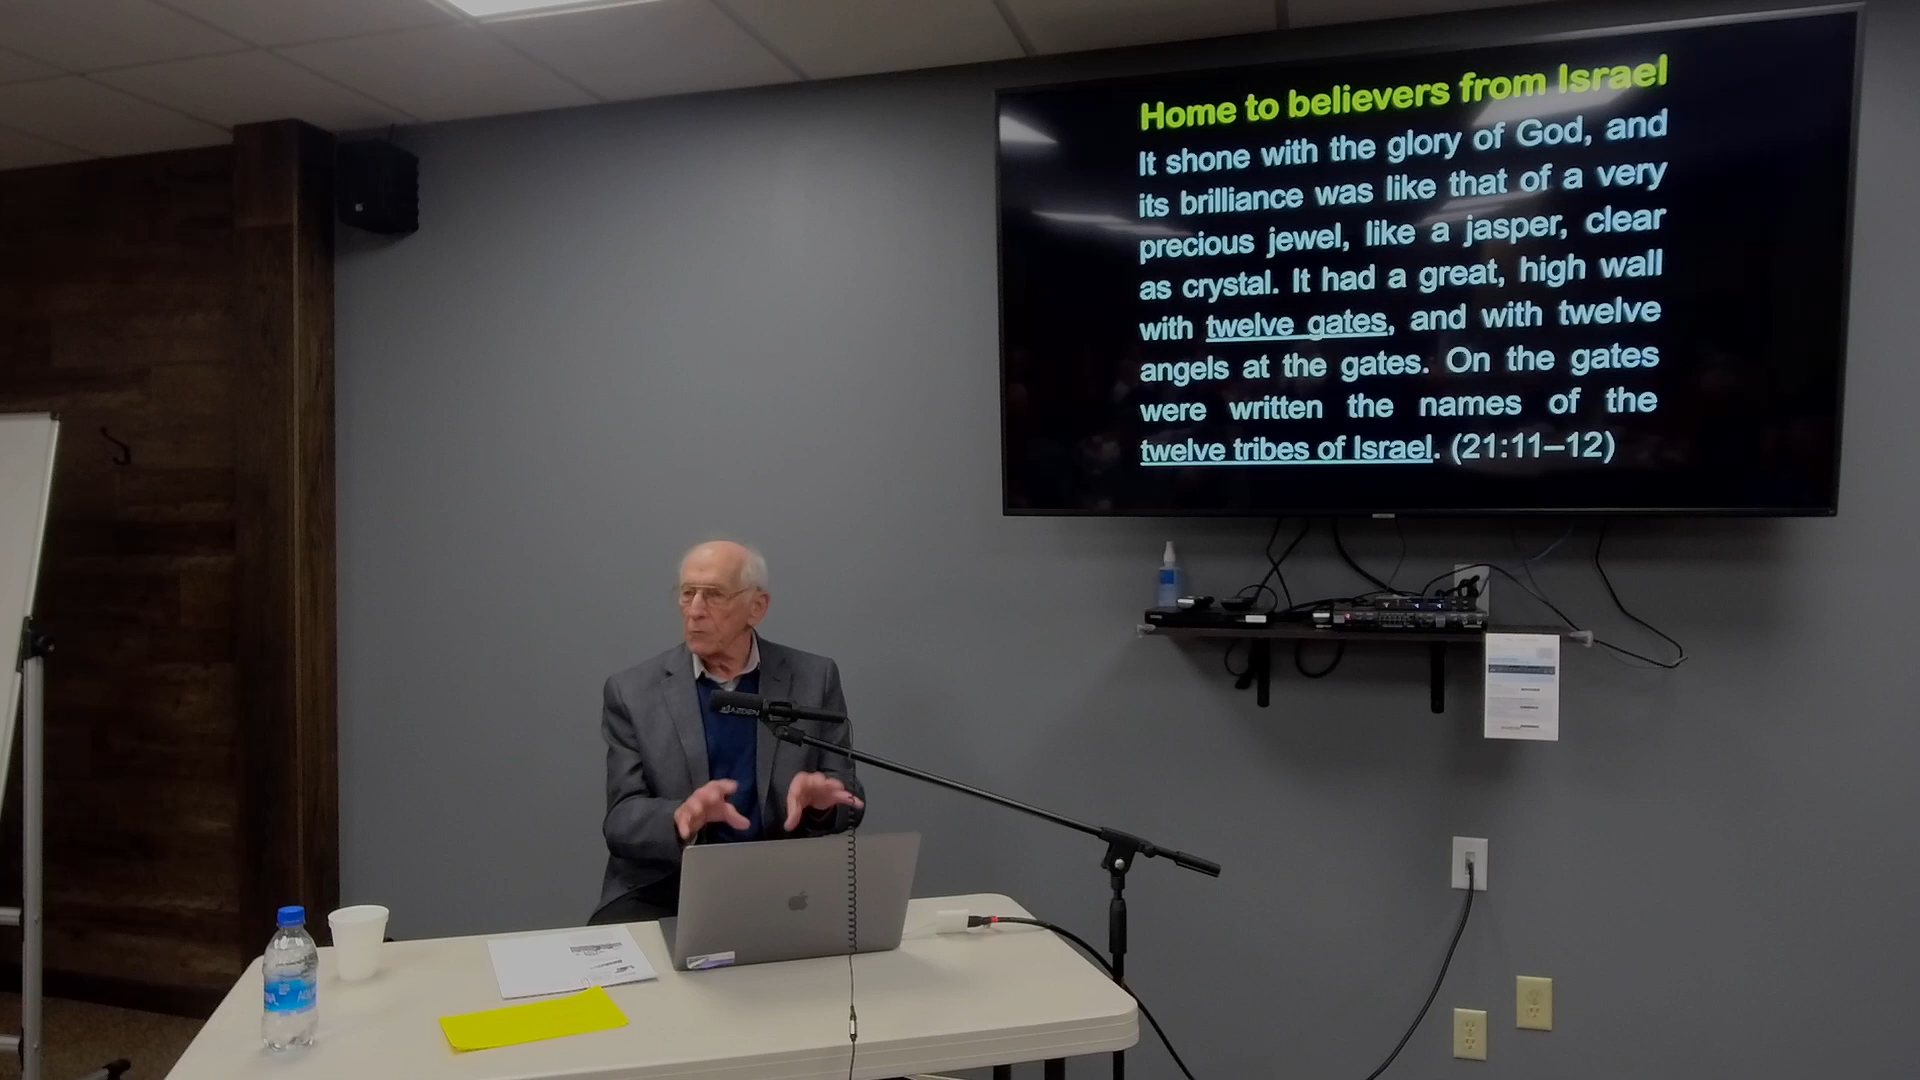 Home to believers from Israel
It shone with the glory of God, and
its brilliance was like that of a very
precious jewel, like a jasper, clear
as crystal. It had a great, high wall
with twelve gates, and with twelve
angels at the gates. On the gates
were written the names of the
twelve tribes of Israel. (21:11–12)
AZDEN